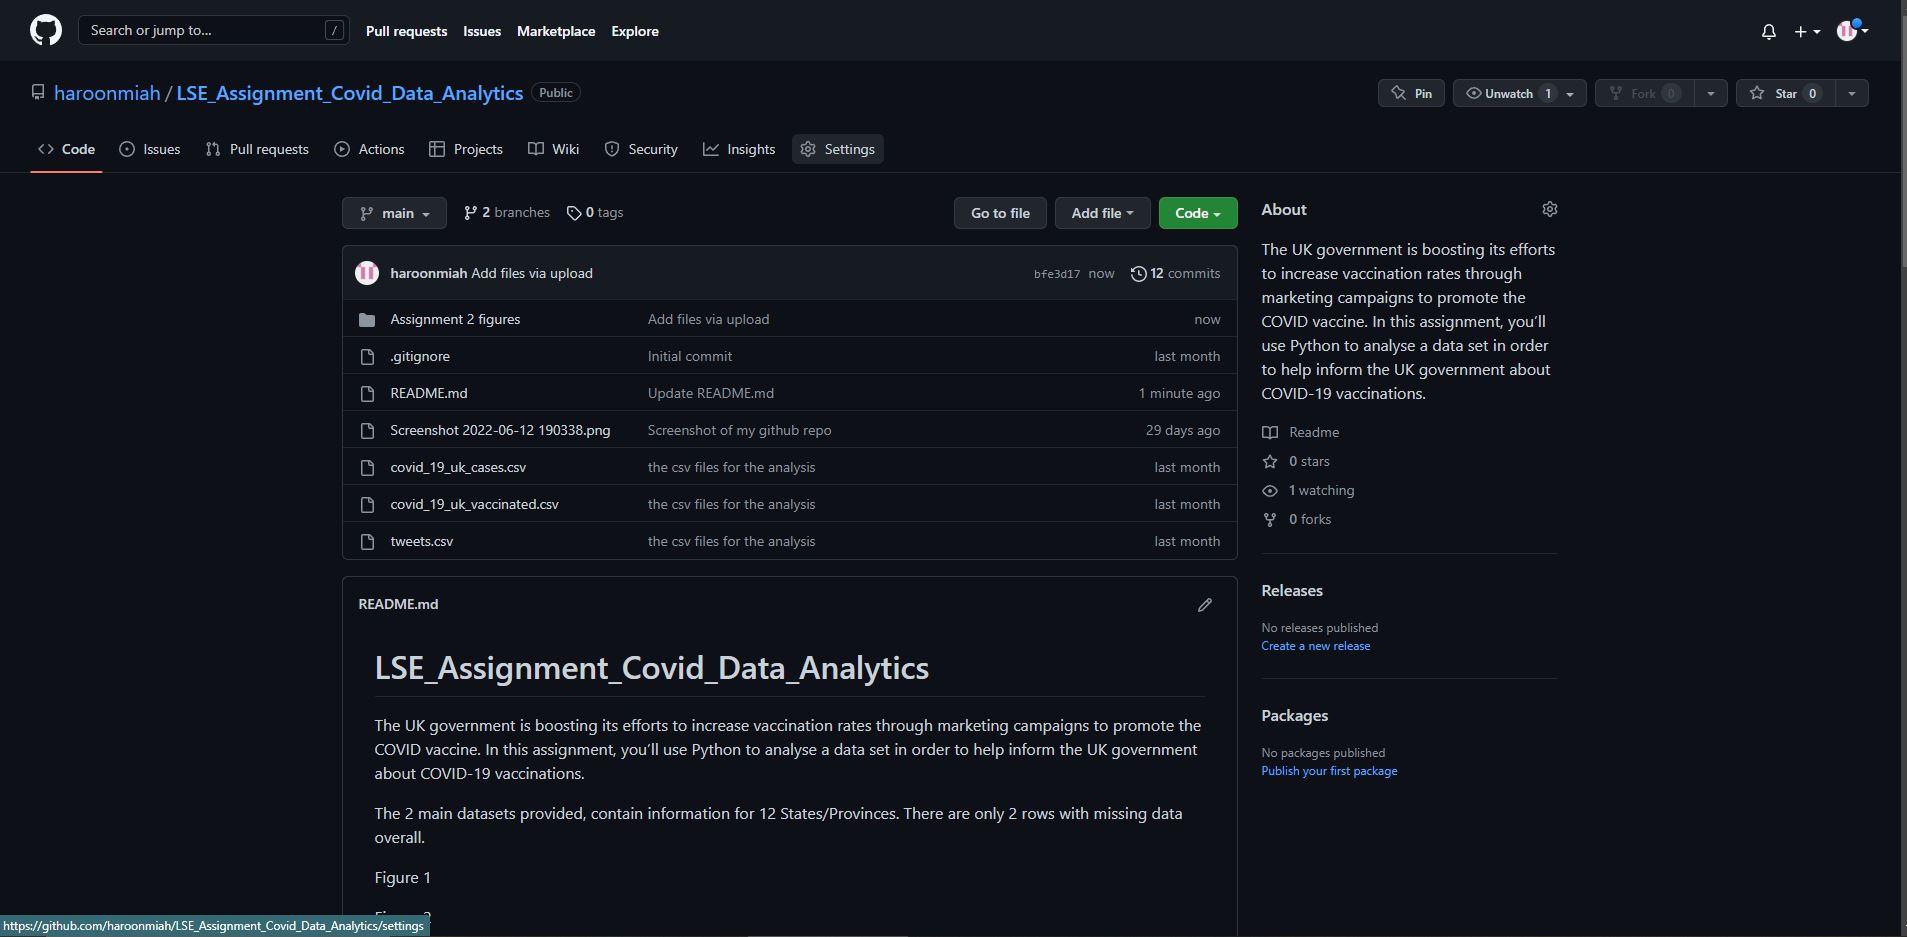 Search or jump to... /
Pull requests Issues Marketplace Explore
haroonmiah / LSE_Assignment_Covid_Data_Analytics Public
Pin Unwatch 1 Fork 0 Star 0
Code Issues Pull requests Actions Projects Wiki Security Insights Settings
main 2 branches 0 tags Go to file Add file Code
haroonmiah Add files via upload bfe3d17 now 12 commits
Assignment 2 figures Add files via upload now
.gitignore Initial commit last month
README.md Update README.md 1 minute ago
Screenshot 2022-06-12 190338.png Screenshot of my github repo 29 days ago
covid_19_uk_cases.csv the csv files for the analysis last month
covid_19_uk_vaccinated.csv the csv files for the analysis last month
tweets.csv the csv files for the analysis last month
README.md
LSE_Assignment_Covid_Data_Analytics
The UK government is boosting its efforts to increase vaccination rates through marketing campaigns to promote the
COVID vaccine. In this assignment, you’ll use Python to analyse a data set in order to help inform the UK government
about COVID-19 vaccinations.
The 2 main datasets provided, contain information for 12 States/Provinces. There are only 2 rows with missing data
overall.
Figure 1
About
The UK government is boosting its efforts
to increase vaccination rates through
marketing campaigns to promote the
COVID vaccine. In this assignment, you’ll
use Python to analyse a data set in order
to help inform the UK government about
COVID-19 vaccinations.
Readme
0 stars
1 watching
0 forks
Releases
No releases published
Create a new release
Packages
No packages published
Publish your first package
https://github.com/haroonmiah/LSE_Assignment_Covid_Data_Analytics/settings